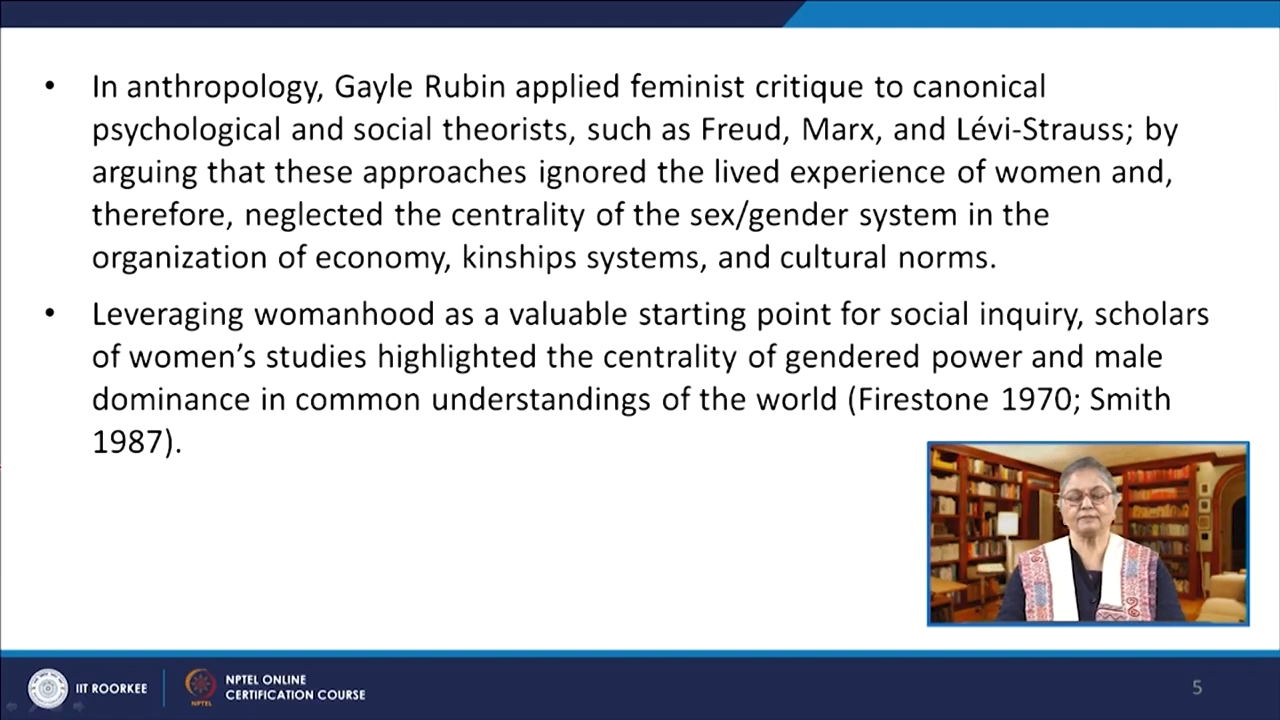 • In anthropology, Gayle Rubin applied feminist critique to canonical
psychological and social theorists, such as Freud, Marx, and Lévi-Strauss; by
arguing that these approaches ignored the lived experience of women and,
therefore, neglected the centrality of the sex/gender system in the
organization of economy, kinships systems, and cultural norms.
• Leveraging womanhood as a valuable starting point for social inquiry, scholars
of women’s studies highlighted the centrality of gendered power and male
dominance in common understandings of the world (Firestone 1970; Smith
1987).
IIT ROORKEE
NPTEL
NPTEL ONLINE
CERTIFICATION COURSE
5